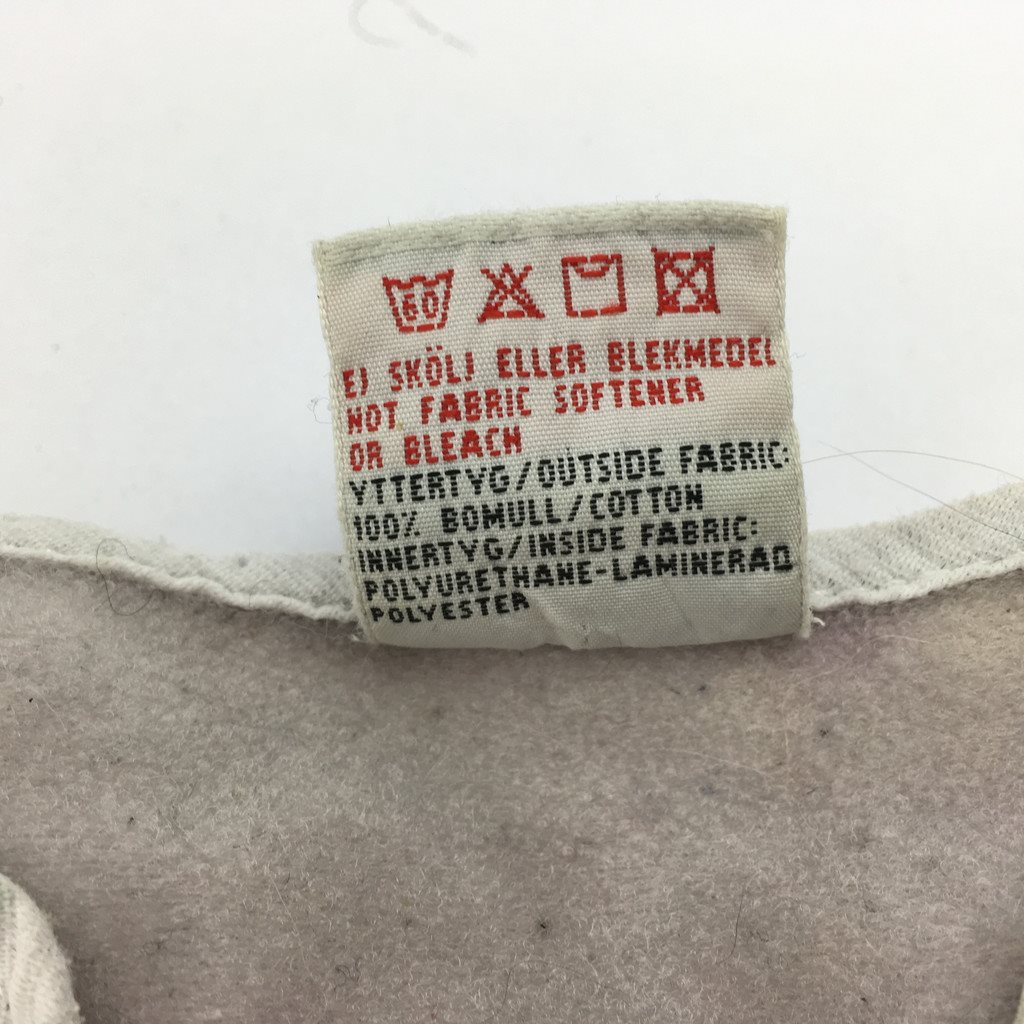 60
EJ SKÖLJ ELLER BLEKMEDEL
NOT FABRIC SOFTENER
OR BLEACH
YTTERTYG/OUTSIDE FABRIC:
100% BOMULL/COTTON
INNERTYG/INSIDE FABRIC:
POLYURETHANE-LAMINERAD
POLYESTER